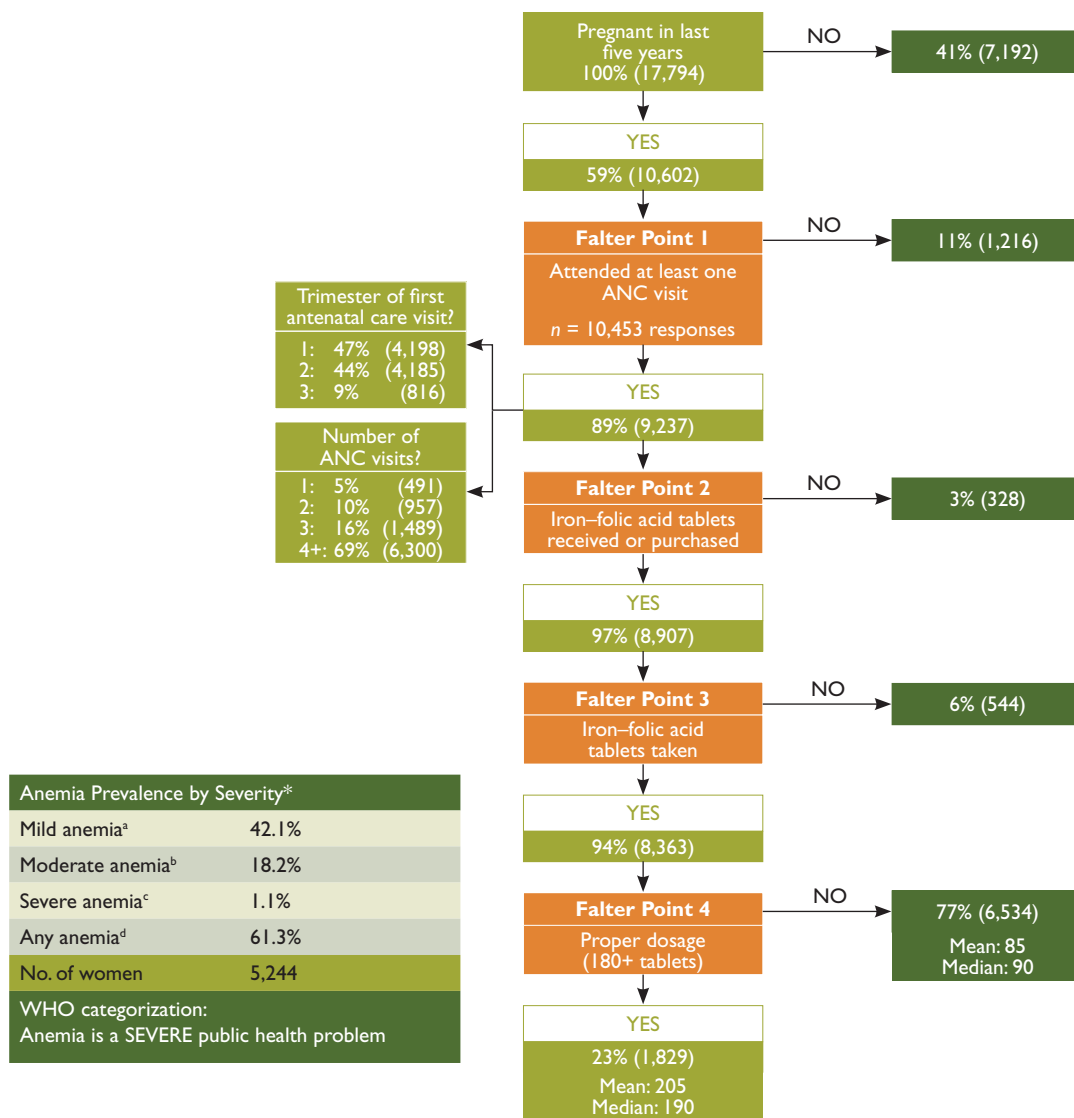 Pregnant in last
five years
100% (17,794)
NO
41% (7,192)
YES
59% (10,602)
Falter Point 1
Attended at least one
ANC visit
n = 10,453 responses
NO
11% (1,216)
Trimester of first
antenatal care visit?
1: 47% (4,198)
2: 44% (4,185)
3: 9% (816)
YES
89% (9,237)
Number of
ANC visits?
1: 5% (491)
2: 10% (957)
3: 16% (1,489)
4+: 69% (6,300)
Falter Point 2
Iron–folic acid tablets
received or purchased
NO
3% (328)
YES
97% (8,907)
Falter Point 3
Iron–folic acid
tablets taken
NO
6% (544)
YES
94% (8,363)
Falter Point 4
Proper dosage
(180+ tablets)
NO
77% (6,534)
Mean: 85
Median: 90
YES
23% (1,829)
Mean: 205
Median: 190
Anemia Prevalence by Severity*
Mild anemiaᵃ 42.1%
Moderate anemiaᵇ 18.2%
Severe anemiaᶜ 1.1%
Any anemiaᵈ 61.3%
No. of women 5,244
WHO categorization:
Anemia is a SEVERE public health problem